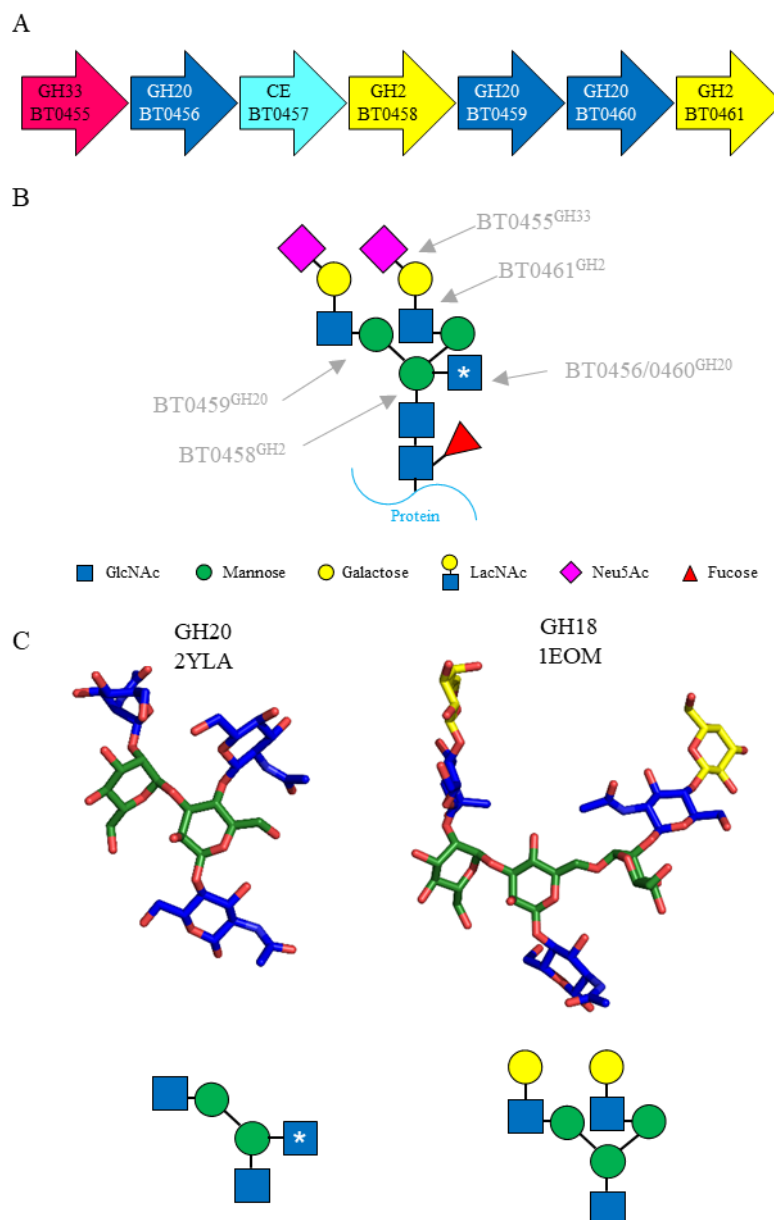 A
GH33 GH20 CE GH2 GH20 GH20 GH2
BT0455 BT0456 BT0457 BT0458 BT0459 BT0460 BT0461
B
BT0455GH33
BT0461GH2
*
BT0456/0460GH20
BT0459GH20
BT0458GH2
Protein
GlcNAc Mannose Galactose LacNAc Neu5Ac Fucose
C
GH20
2YLA
GH18
1EOM
*